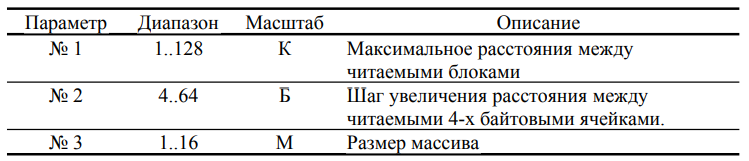 Параметр Диапазон Масштаб Описание
№ 1 1..128 К Максимальное расстояния между
читаемыми блоками
№ 2 4..64 Б Шаг увеличения расстояния между
читаемыми 4-х байтовыми ячейками.
№ 3 1..16 М Размер массива